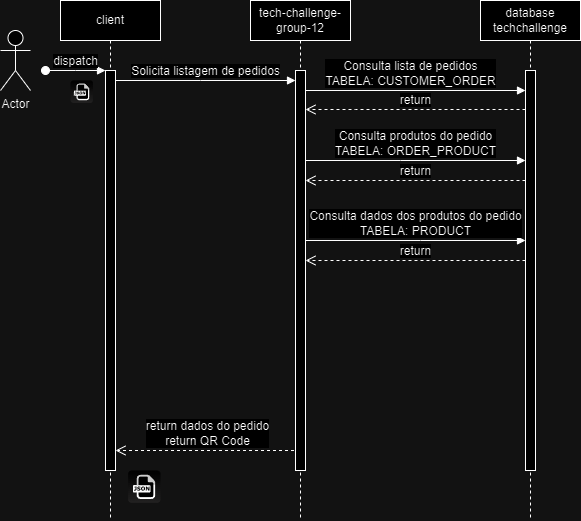 client
tech-challenge-
group-12
database
techchallenge
dispatch
Solicita listagem de pedidos
Consulta lista de pedidos
TABELA: CUSTOMER_ORDER
return
JSON
Actor
Consulta produtos do pedido
TABELA: ORDER_PRODUCT
return
Consulta dados dos produtos do pedido
TABELA: PRODUCT
return
return dados do pedido
return QR Code
JSON